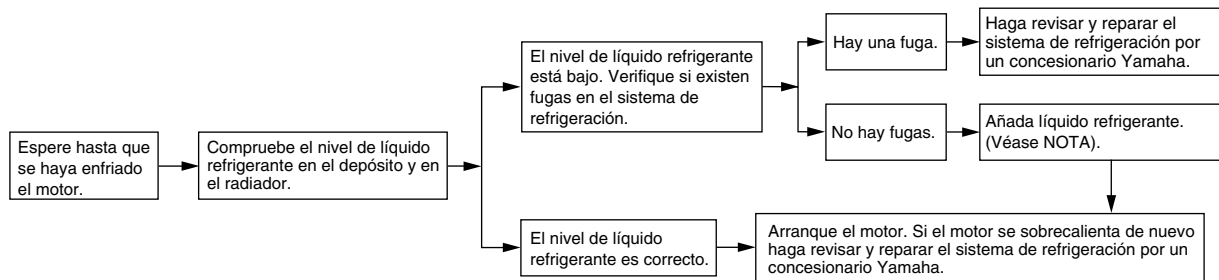 Espere hasta que
se haya enfriado
el motor.
Compruebe el nivel de líquido
refrigerante en el depósito y en
el radiador.
El nivel de líquido refrigerante
está bajo. Verifique si existen
fugas en el sistema de
refrigeración.
Hay una fuga.
Haga revisar y reparar el
sistema de refrigeración por
un concesionario Yamaha.
No hay fugas.
Añada líquido refrigerante.
(Véase NOTA).
El nivel de líquido
refrigerante es correcto.
Arranque el motor. Si el motor se sobrecalienta de nuevo
haga revisar y reparar el sistema de refrigeración por un
concesionario Yamaha.